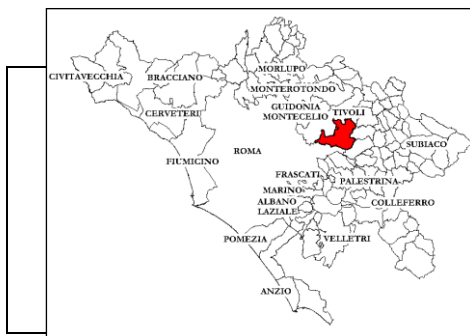 MORLUPO
CIVITAVECCHIA
BRACCIANO
MONTEROTONDO
GUIDONIA
MONTECELIO
TIVOLI
CERVETERI
SUBIACO
ROMA
FIUMICINO
FRASCATI
PALESTRINA
MARINO
ALBANO
LAZIALE
COLLEFERRO
POMEZIA
VELLETRI
ANZIO